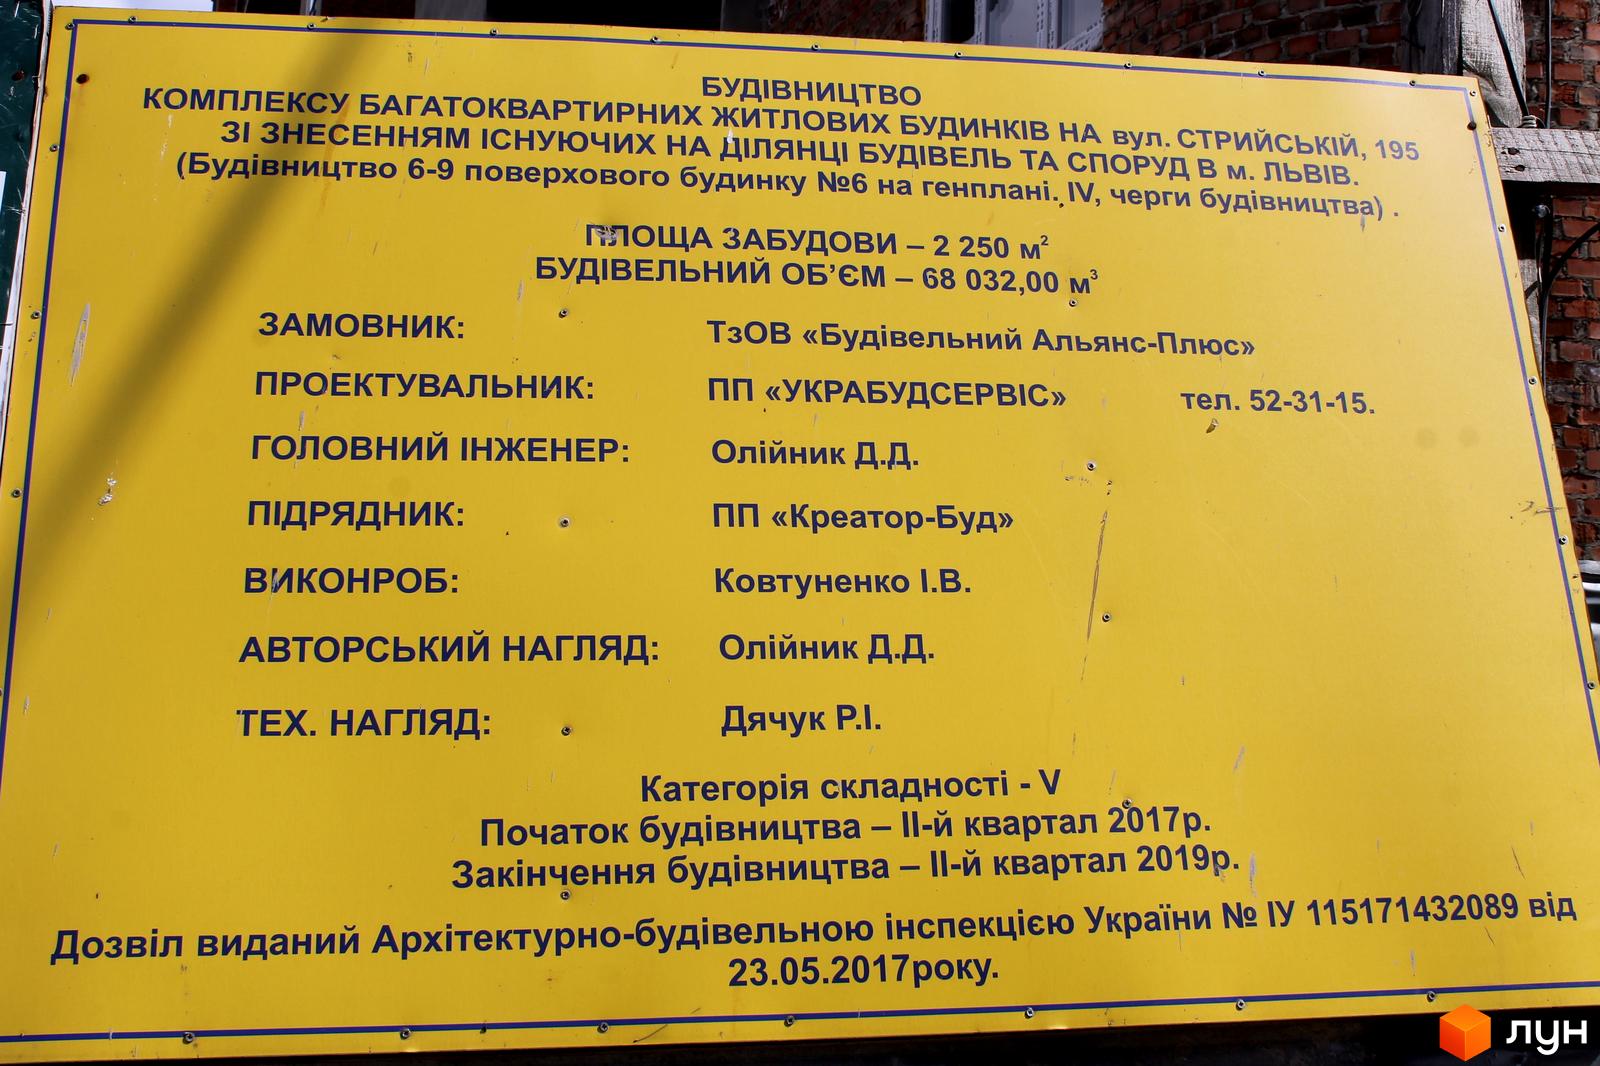 БУДІВНИЦТВО
КОМПЛЕКСУ БАГАТОКВАРТИРНИХ ЖИТЛОВИХ БУДИНКІВ НА вул. СТРИЙСЬКІЙ, 195
ЗІ ЗНЕСЕННЯМ ІСНУЮЧИХ НА ДІЛЯНЦІ БУДІВЕЛЬ ТА СПОРУД В м. ЛЬВІВ.
(Будівництво 6-9 поверхового будинку №6 на генплані. IV, черги будівництва) .
ПЛОЩА ЗАБУДОВИ – 2 250 м²
БУДІВЕЛЬНИЙ ОБ’ЄМ – 68 032,00 м³
ЗАМОВНИК: ТзОВ «Будівельний Альянс-Плюс»
ПРОЕКТУВАЛЬНИК: ПП «УКРАБУДСЕРВІС» тел. 52-31-15.
ГОЛОВНИЙ ІНЖЕНЕР: Олійник Д.Д.
ПІДРЯДНИК: ПП «Креатор-Буд»
ВИКОНРОБ: Ковтуненко І.В.
АВТОРСЬКИЙ НАГЛЯД: Олійник Д.Д.
ТЕХ. НАГЛЯД: Дячук Р.І.
Категорія складності - V
Початок будівництва – ІІ-й квартал 2017р.
Закінчення будівництва – ІІ-й квартал 2019р.
Дозвіл виданий Архітектурно-будівельною інспекцією України № ІУ 115171432089 від
23.05.2017року.
лун